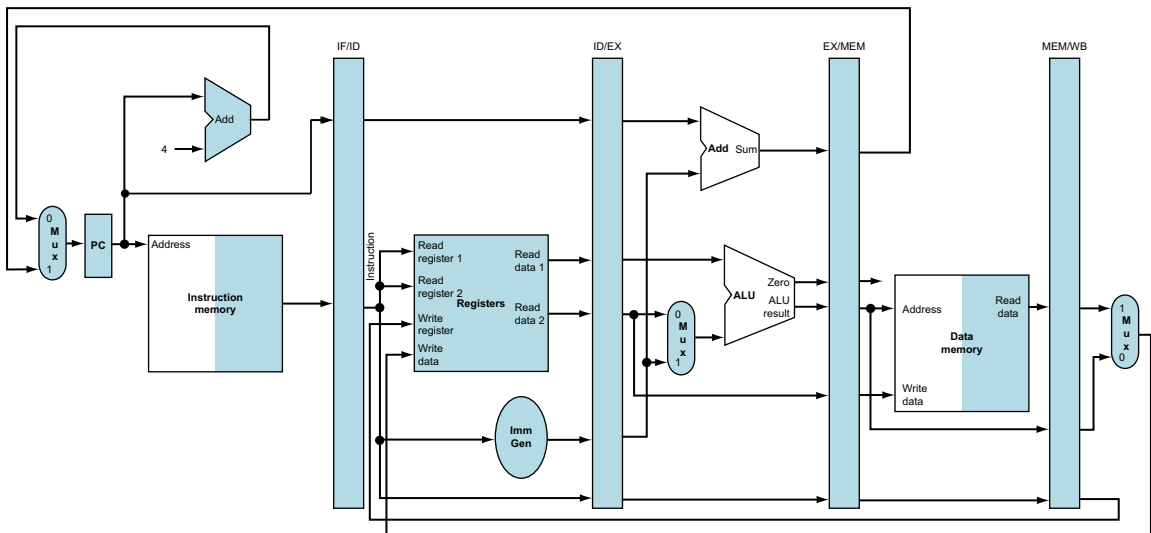 IF/ID
ID/EX
EX/MEM
MEM/WB
Add
4
Add Sum
0
M
u
x
1
PC
Address
Instruction
memory
Instruction
Read
register 1
Read
register 2
Write
register
Write
data
Registers
Read
data 1
Read
data 2
Imm
Gen
0
M
u
x
1
ALU
Zero
ALU
result
Address
Write
data
Data
memory
Read
data
1
M
u
x
0